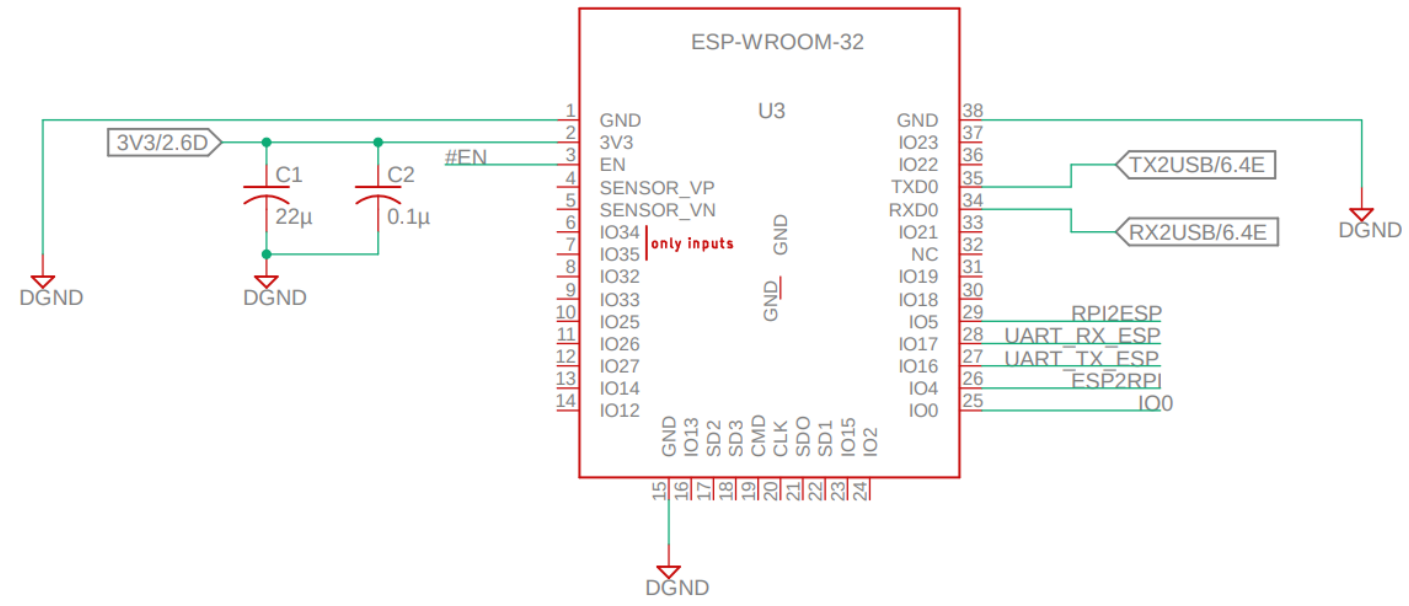 ESP-WROOM-32
U3
1 GND
2 3V3
3 EN
4 SENSOR_VP
5 SENSOR_VN
6 IO34
7 IO35
only inputs
8 IO32
9 IO33
10 IO25
11 IO26
12 IO27
13 IO14
14 IO12
3V3/2.6D
#EN
C1
22µ
C2
0.1µ
DGND
DGND
GND
GND
GND 38
IO23 37
IO22 36
TXD0 35
RXD0 34
IO21 33
NC 32
IO19 31
IO18 30
IO5 29
IO17 28
IO16 27
IO4 26
IO0 25
TX2USB/6.4E
RX2USB/6.4E
DGND
RPI2ESP
UART_RX_ESP
UART_TX_ESP
ESP2RPI
IO0
GND 15
IO13 16
SD2 17
SD3 18
CMD 19
CLK 20
SDO 21
SD1 22
IO15 23
IO2 24
DGND